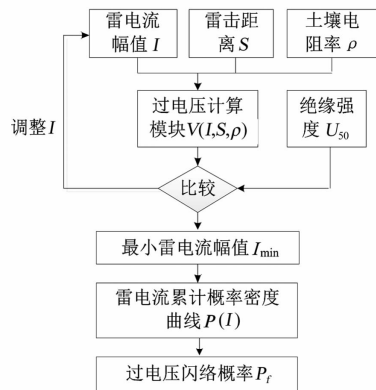 雷电流
幅值 I
雷击距
离 S
土壤电
阻率 ρ
调整 I
过电压计算
模块V(I,S,ρ)
绝缘强
度 U₅₀
比较
最小雷电流幅值 Imin
雷电流累计概率密度
曲线 P(I)
过电压闪络概率 Pf